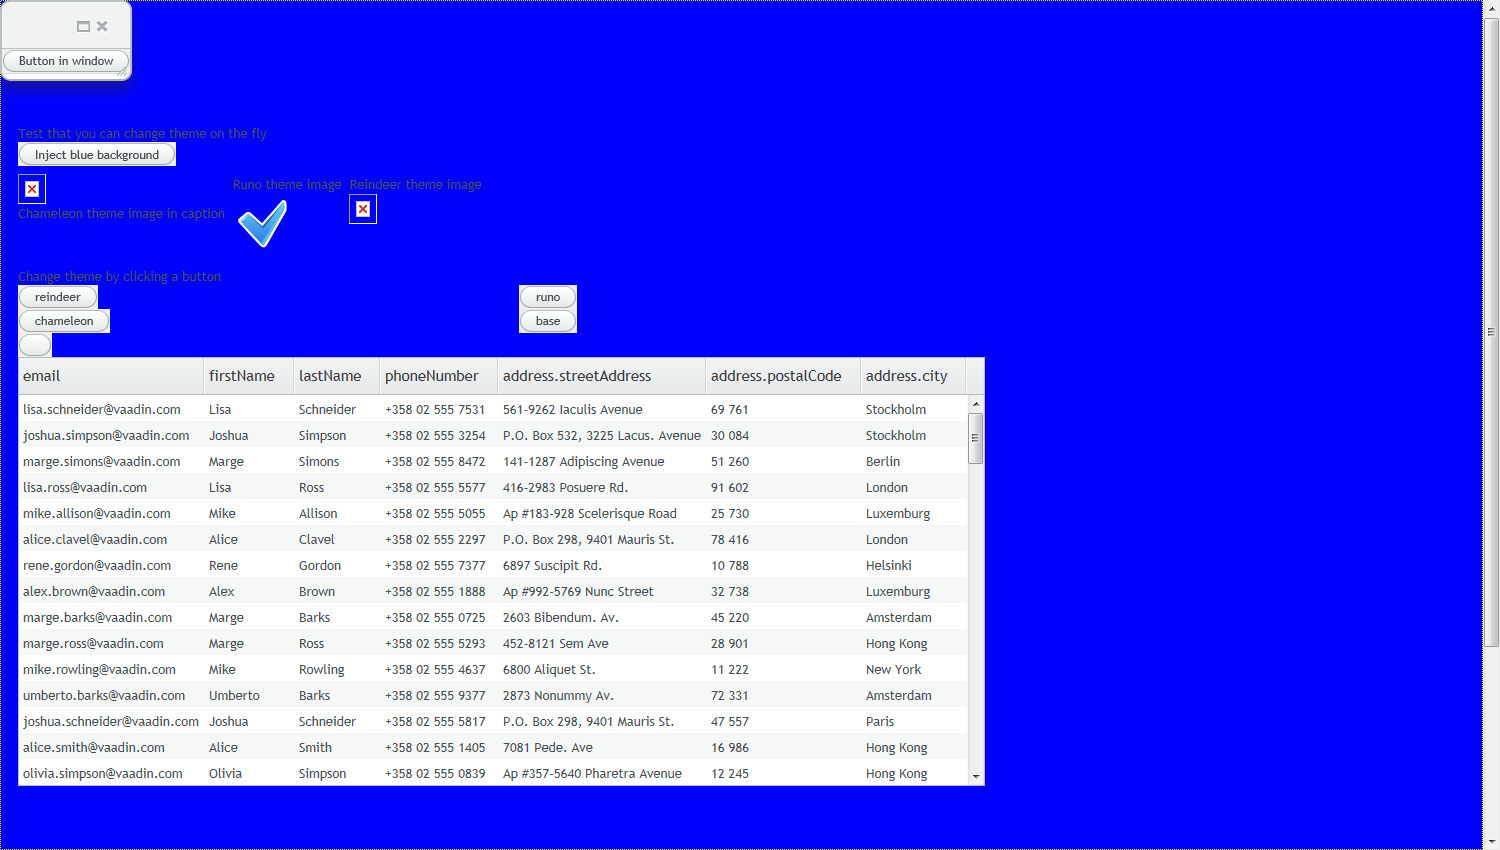 Button in window
Test that you can change theme on the fly
Inject blue background
Runo theme image Reindeer theme image
Chameleon theme image in caption
Change theme by clicking a button
reindeer runo
chameleon base
email firstName lastName phoneNumber address.streetAddress address.postalCode address.city
lisa.schneider@vaadin.com Lisa Schneider +358 02 555 7531 561-9262 Iaculis Avenue 69 761 Stockholm
joshua.simpson@vaadin.com Joshua Simpson +358 02 555 3254 P.O. Box 532, 3225 Lacus. Avenue 30 084 Stockholm
marge.simons@vaadin.com Marge Simons +358 02 555 8472 141-1287 Adipiscing Avenue 51 260 Berlin
lisa.ross@vaadin.com Lisa Ross +358 02 555 5577 416-2983 Posuere Rd. 91 602 London
mike.allison@vaadin.com Mike Allison +358 02 555 5055 Ap #183-928 Scelerisque Road 25 730 Luxemburg
alice.clavel@vaadin.com Alice Clavel +358 02 555 2297 P.O. Box 298, 9401 Mauris St. 78 416 London
rene.gordon@vaadin.com Rene Gordon +358 02 555 7377 6897 Suscipit Rd. 10 788 Helsinki
alex.brown@vaadin.com Alex Brown +358 02 555 1888 Ap #992-5769 Nunc Street 32 738 Luxemburg
marge.barks@vaadin.com Marge Barks +358 02 555 0725 2603 Bibendum. Av. 45 220 Amsterdam
marge.ross@vaadin.com Marge Ross +358 02 555 5293 452-8121 Sem Ave 28 901 Hong Kong
mike.rowling@vaadin.com Mike Rowling +358 02 555 4637 6800 Aliquet St. 11 222 New York
umberto.barks@vaadin.com Umberto Barks +358 02 555 9377 2873 Nonummy Av. 72 331 Amsterdam
joshua.schneider@vaadin.com Joshua Schneider +358 02 555 5817 P.O. Box 298, 9401 Mauris St. 47 557 Paris
alice.smith@vaadin.com Alice Smith +358 02 555 1405 7081 Pede. Ave 16 986 Hong Kong
olivia.simpson@vaadin.com Olivia Simpson +358 02 555 0839 Ap #357-5640 Pharetra Avenue 12 245 Hong Kong